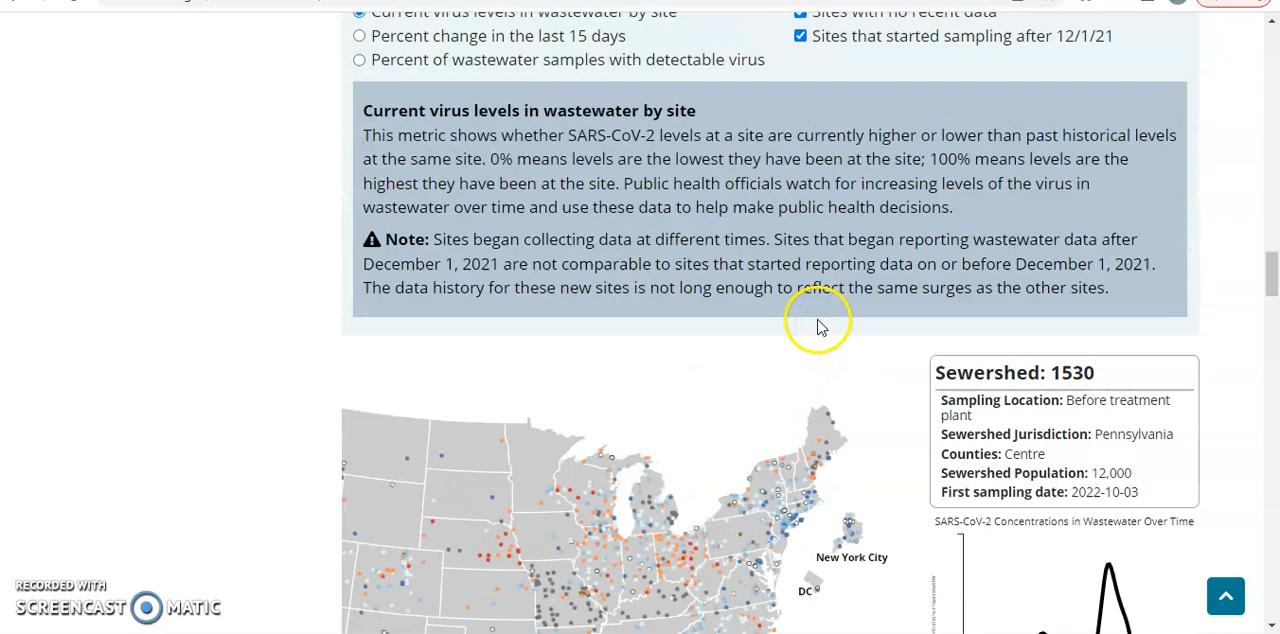 Current virus levels in wastewater by site
Sites with no recent data
Percent change in the last 15 days
Sites that started sampling after 12/1/21
Percent of wastewater samples with detectable virus
Current virus levels in wastewater by site
This metric shows whether SARS-CoV-2 levels at a site are currently higher or lower than past historical levels
at the same site. 0% means levels are the lowest they have been at the site; 100% means levels are the
highest they have been at the site. Public health officials watch for increasing levels of the virus in
wastewater over time and use these data to help make public health decisions.
Note: Sites began collecting data at different times. Sites that began reporting wastewater data after
December 1, 2021 are not comparable to sites that started reporting data on or before December 1, 2021.
The data history for these new sites is not long enough to reflect the same surges as the other sites.
Sewershed: 1530
Sampling Location: Before treatment
plant
Sewershed Jurisdiction: Pennsylvania
Counties: Centre
Sewershed Population: 12,000
First sampling date: 2022-10-03
SARS-CoV-2 Concentrations in Wastewater Over Time
New York City
DC
RECORDED WITH
SCREENCAST MATIC